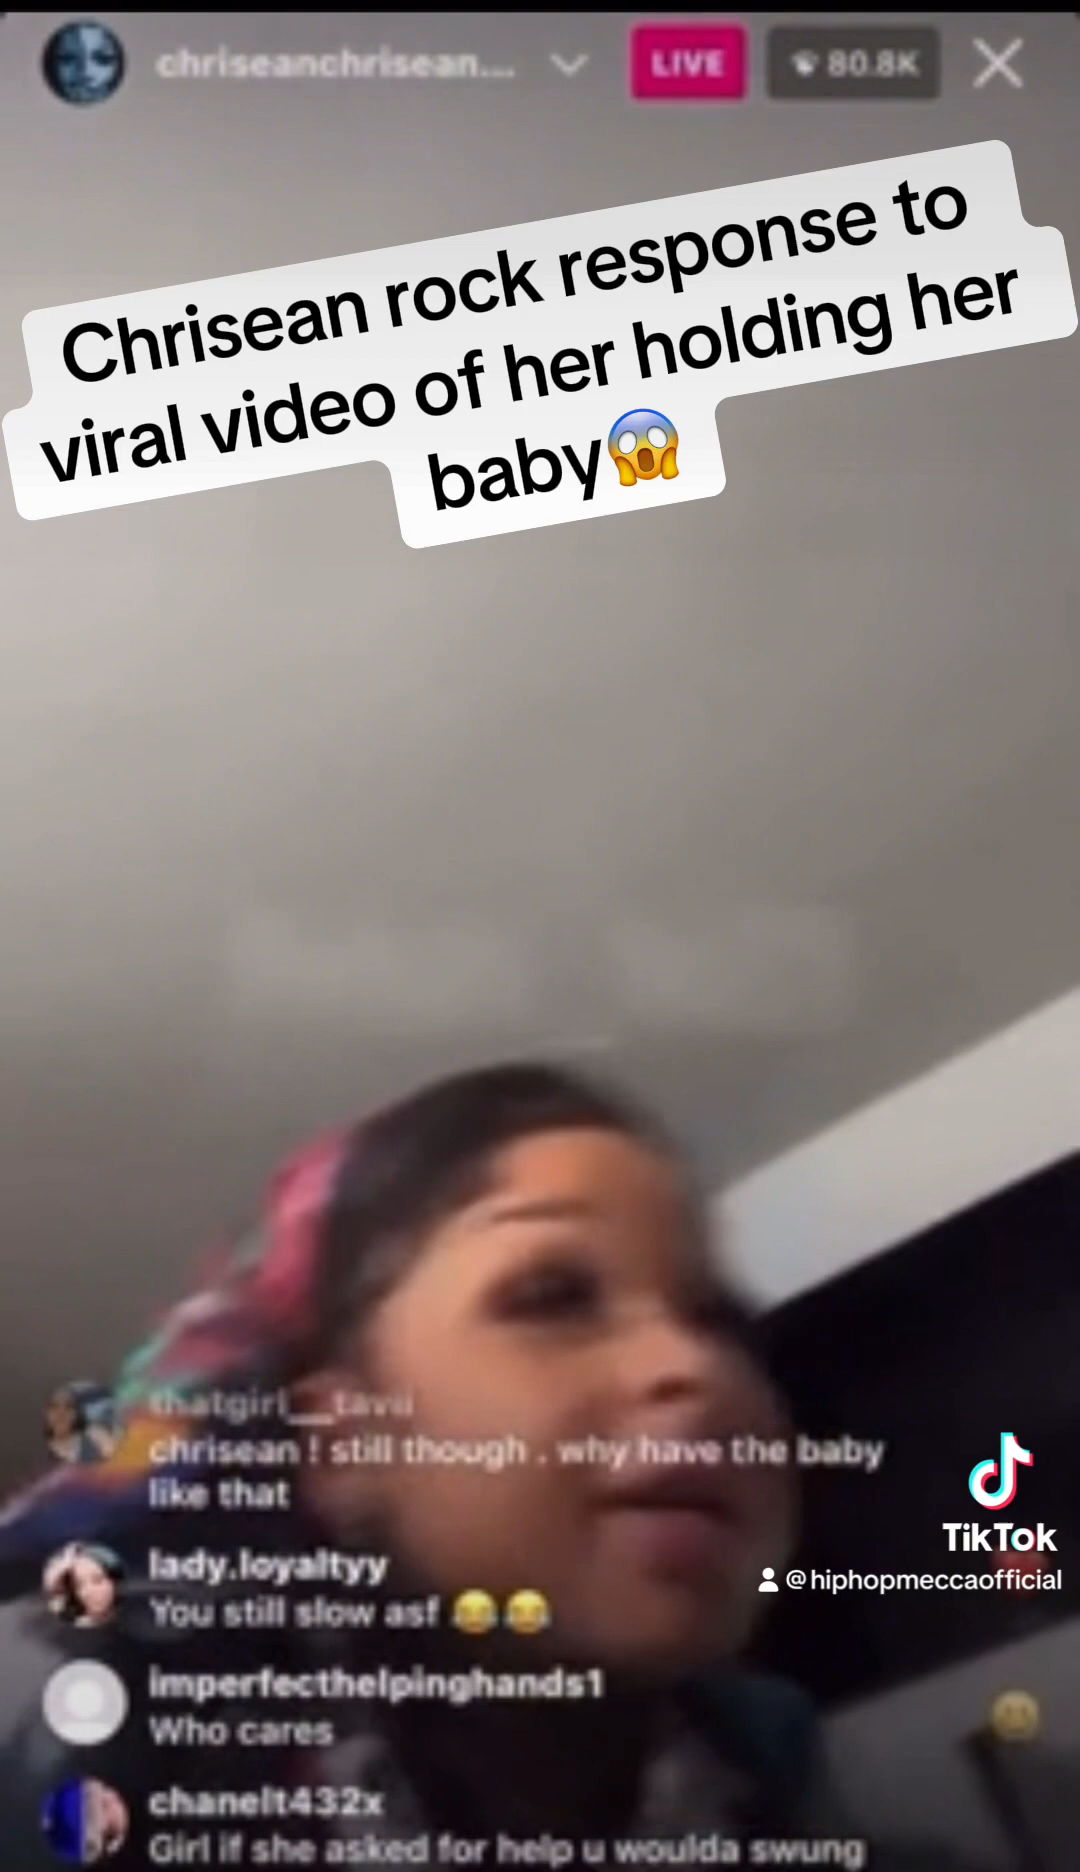 chriseanchrisean...
LIVE
80.8K
Chrisean rock response to
viral video of her holding her
baby😱
thatgirl__tavii
chrisean ! still though . why have the baby
like that
lady.loyaltyy
You still slow asf 😂😂
imperfecthelpinghands1
Who cares
chanelt432x
Girl if she asked for help u woulda swung
TikTok
@hiphopmeccaofficial